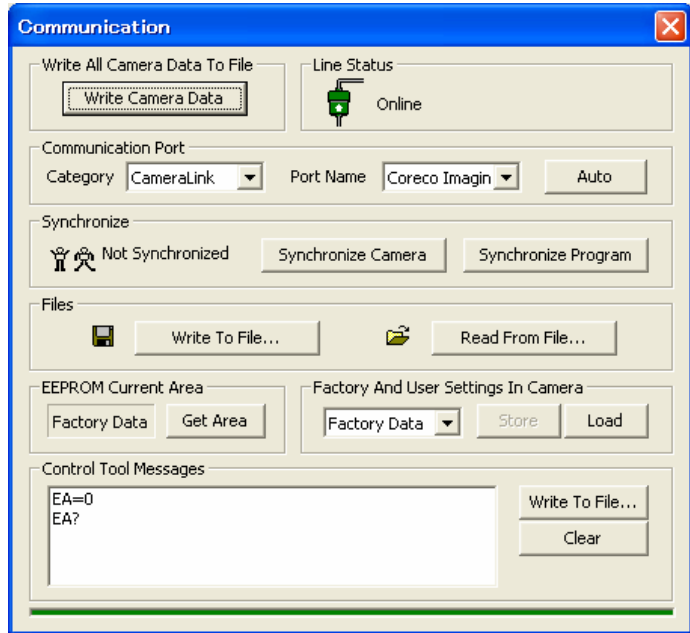 Communication
Write All Camera Data To File
Write Camera Data
Line Status
Online
Communication Port
Category
CameraLink
Port Name
Coreco Imagin
Auto
Synchronize
Not Synchronized
Synchronize Camera
Synchronize Program
Files
Write To File...
Read From File...
EEPROM Current Area
Factory Data
Get Area
Factory And User Settings In Camera
Factory Data
Store
Load
Control Tool Messages
EA=0
EA?
Write To File...
Clear